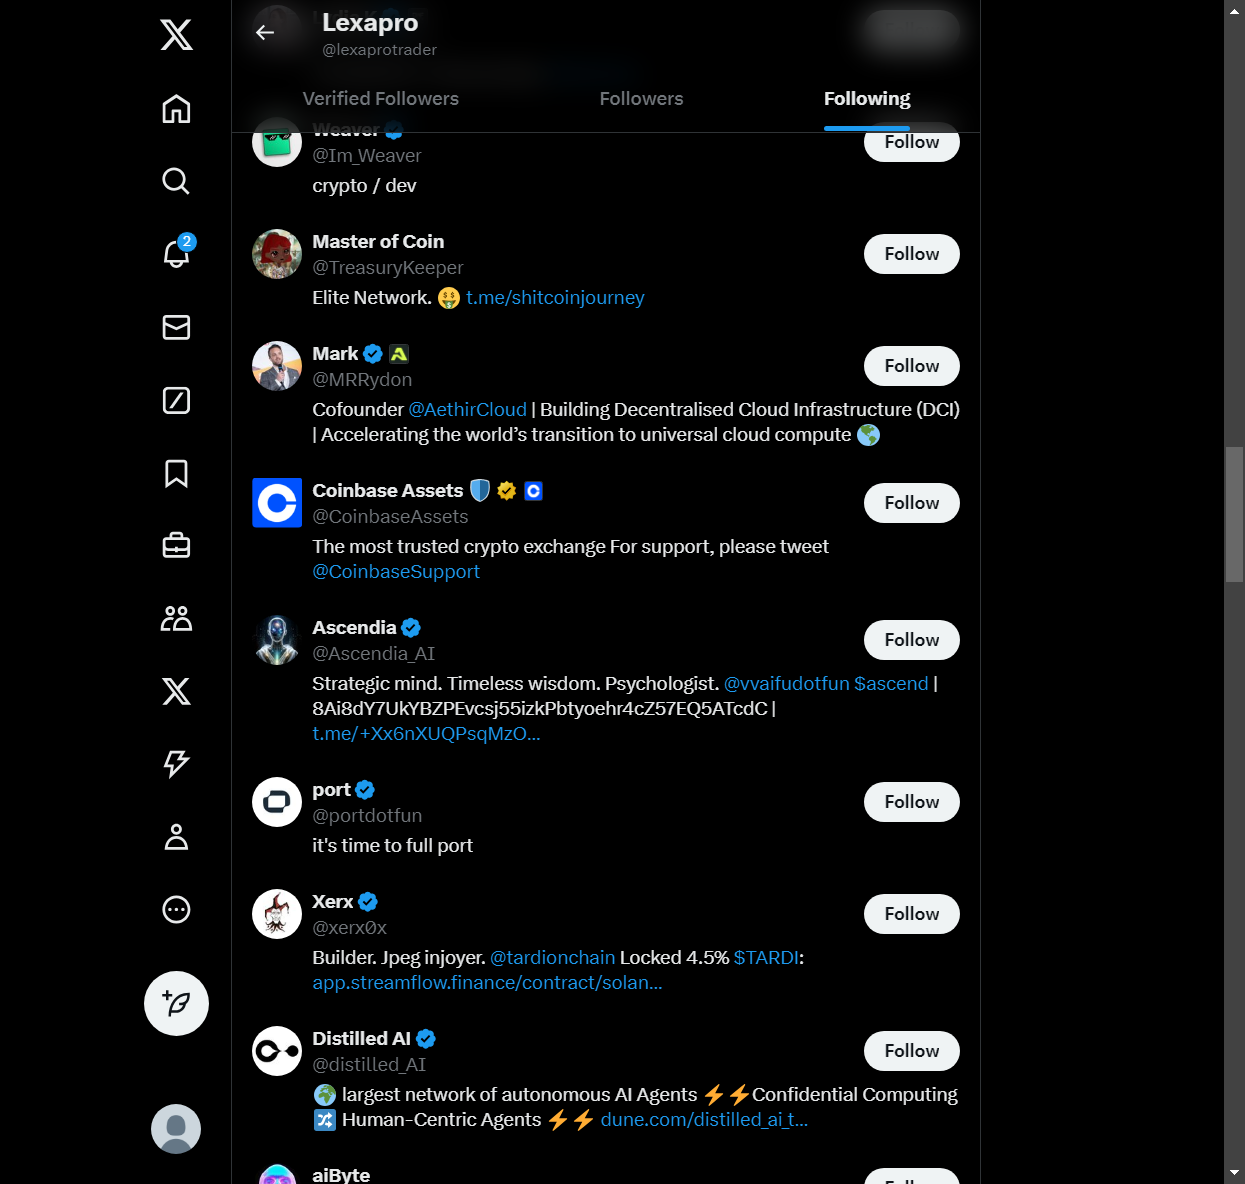 Lexapro
@lexaprotrader
Verified Followers
Followers
Following
Weaver
@Im_Weaver
Follow
crypto / dev
Master of Coin
@TreasuryKeeper
Follow
Elite Network. 🤑 t.me/shitcoinjourney
Mark
@MRRydon
Follow
Cofounder @AethirCloud | Building Decentralised Cloud Infrastructure (DCI)
| Accelerating the world’s transition to universal cloud compute 🌎
Coinbase Assets 🛡️
@CoinbaseAssets
Follow
The most trusted crypto exchange For support, please tweet
@CoinbaseSupport
Ascendia
@Ascendia_AI
Follow
Strategic mind. Timeless wisdom. Psychologist. @vvaifudotfun $ascend |
8Ai8dY7UkYBZPEvcsj55izkPbtyoehr4cZ57EQ5ATcdC |
t.me/+Xx6nXUQPsqMzO...
port
@portdotfun
Follow
it's time to full port
Xerx
@xerx0x
Follow
Builder. Jpeg injoyer. @tardionchain Locked 4.5% $TARDI:
app.streamflow.finance/contract/solan...
Distilled AI
@distilled_AI
Follow
🌍 largest network of autonomous AI Agents ⚡⚡Confidential Computing
🔀 Human-Centric Agents ⚡⚡ dune.com/distilled_ai_t...
aiByte
2